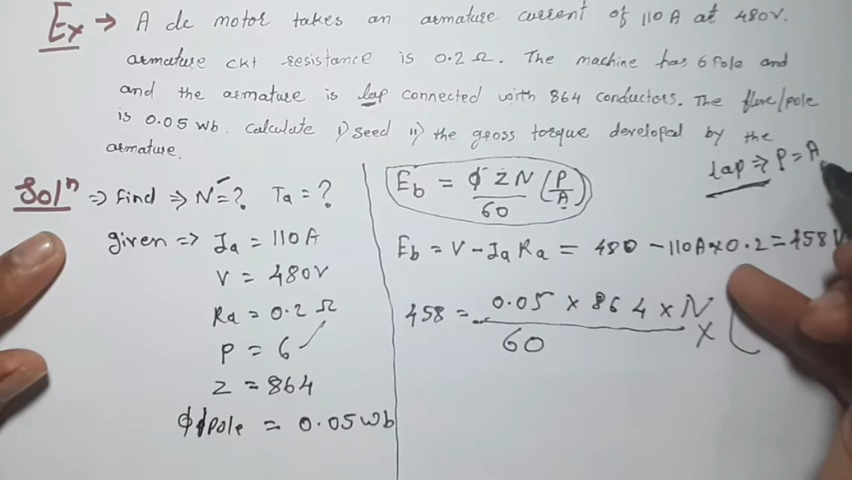 Ex → A dc motor takes an armature current of 110 A at 480V.
armature ckt resistance is 0.2 Ω. The machine has 6 Pole and
and the armature is lap connected with 864 conductors. The flux/pole
is 0.05 Wb. Calculate i) Seed ii) the gross torque developed by the
armature.
lap ⇒ P = A
Solⁿ ⇒ find ⇒ N = ? Ta = ?
given ⇒ Ia = 110A
V = 480V
Ra = 0.2 Ω
P = 6
Z = 864
ϕ/pole = 0.05 Wb
Eb = ϕ Z N / 60 (P/A)
Eb = V - Ia Ra = 480 - 110A × 0.2 = 458 V
458 = 0.05 × 864 × N / 60 × (